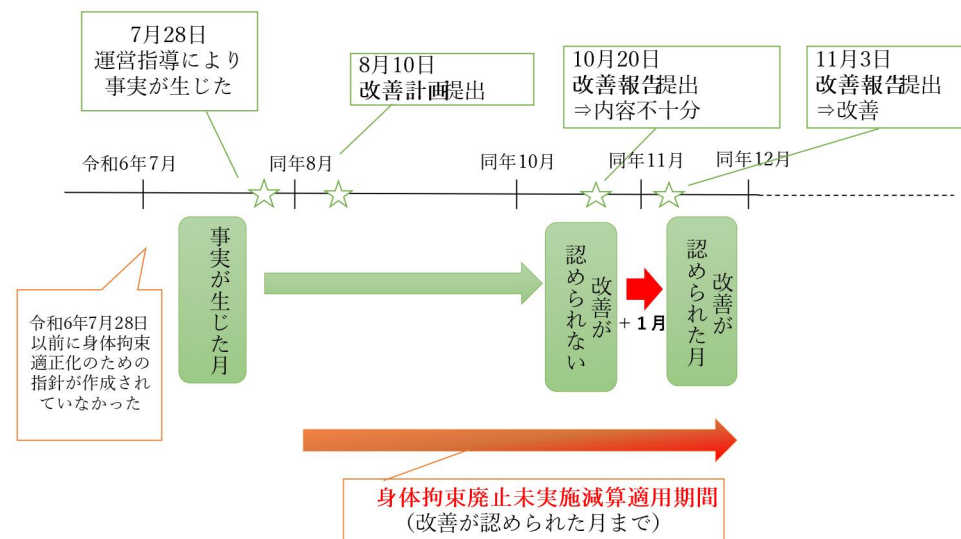 7月28日
運営指導により
事実が生じた
8月10日
改善計画提出
10月20日
改善報告提出
⇒内容不十分
11月3日
改善報告提出
⇒改善
令和6年7月
同年8月
同年10月
同年11月
同年12月
事実が生じた月
改善が
認められない
+1月
改善が
認められた月
令和6年7月28日
以前に身体拘束
適正化のための
指針が作成され
ていなかった
身体拘束廃止未実施減算適用期間
(改善が認められた月まで)